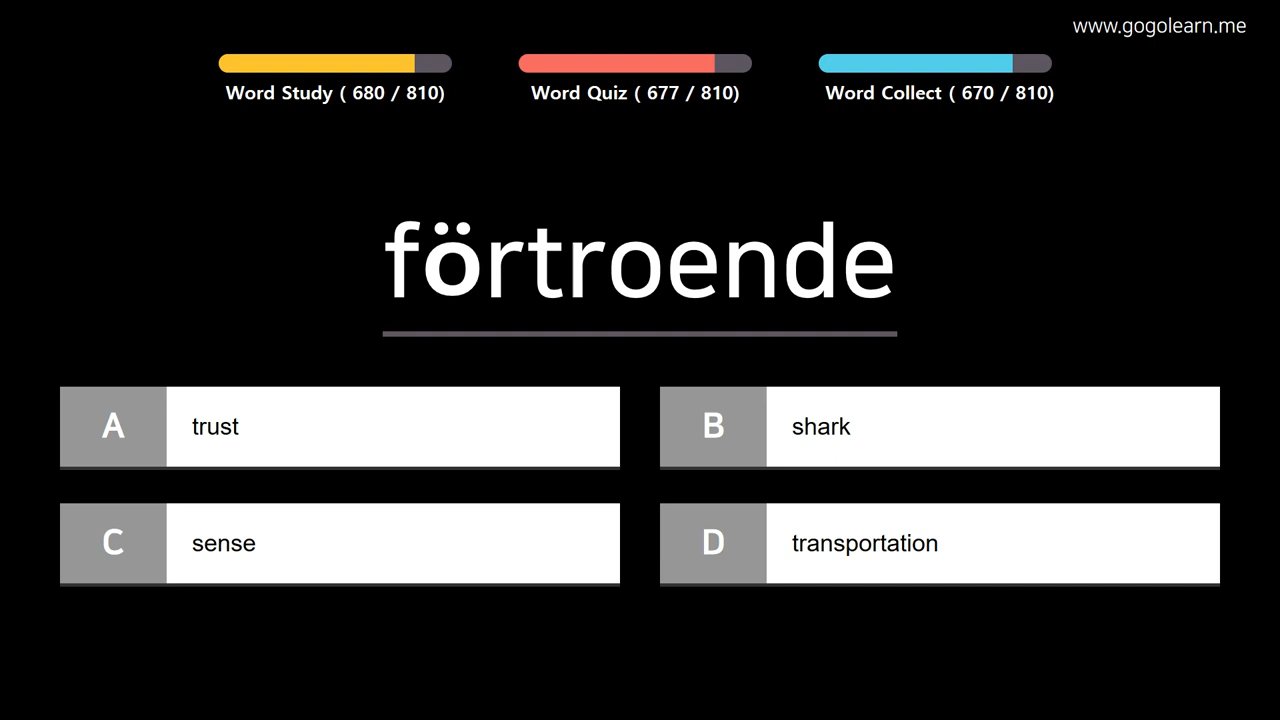 www.gogolearn.me
Word Study ( 680 / 810)
Word Quiz ( 677 / 810)
Word Collect ( 670 / 810)
förtroende
A
trust
B
shark
C
sense
D
transportation